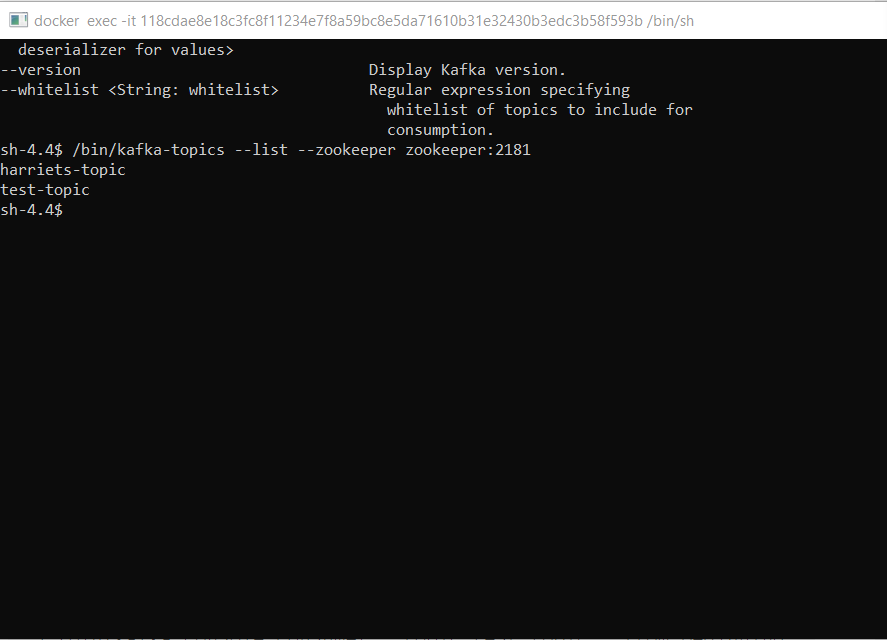 docker exec -it 118cdae8e18c3fc8f11234e7f8a59bc8e5da71610b31e32430b3edc3b58f593b /bin/sh
deserializer for values>
--version Display Kafka version.
--whitelist <String: whitelist> Regular expression specifying
whitelist of topics to include for
consumption.
sh-4.4$ /bin/kafka-topics --list --zookeeper zookeeper:2181
harriets-topic
test-topic
sh-4.4$